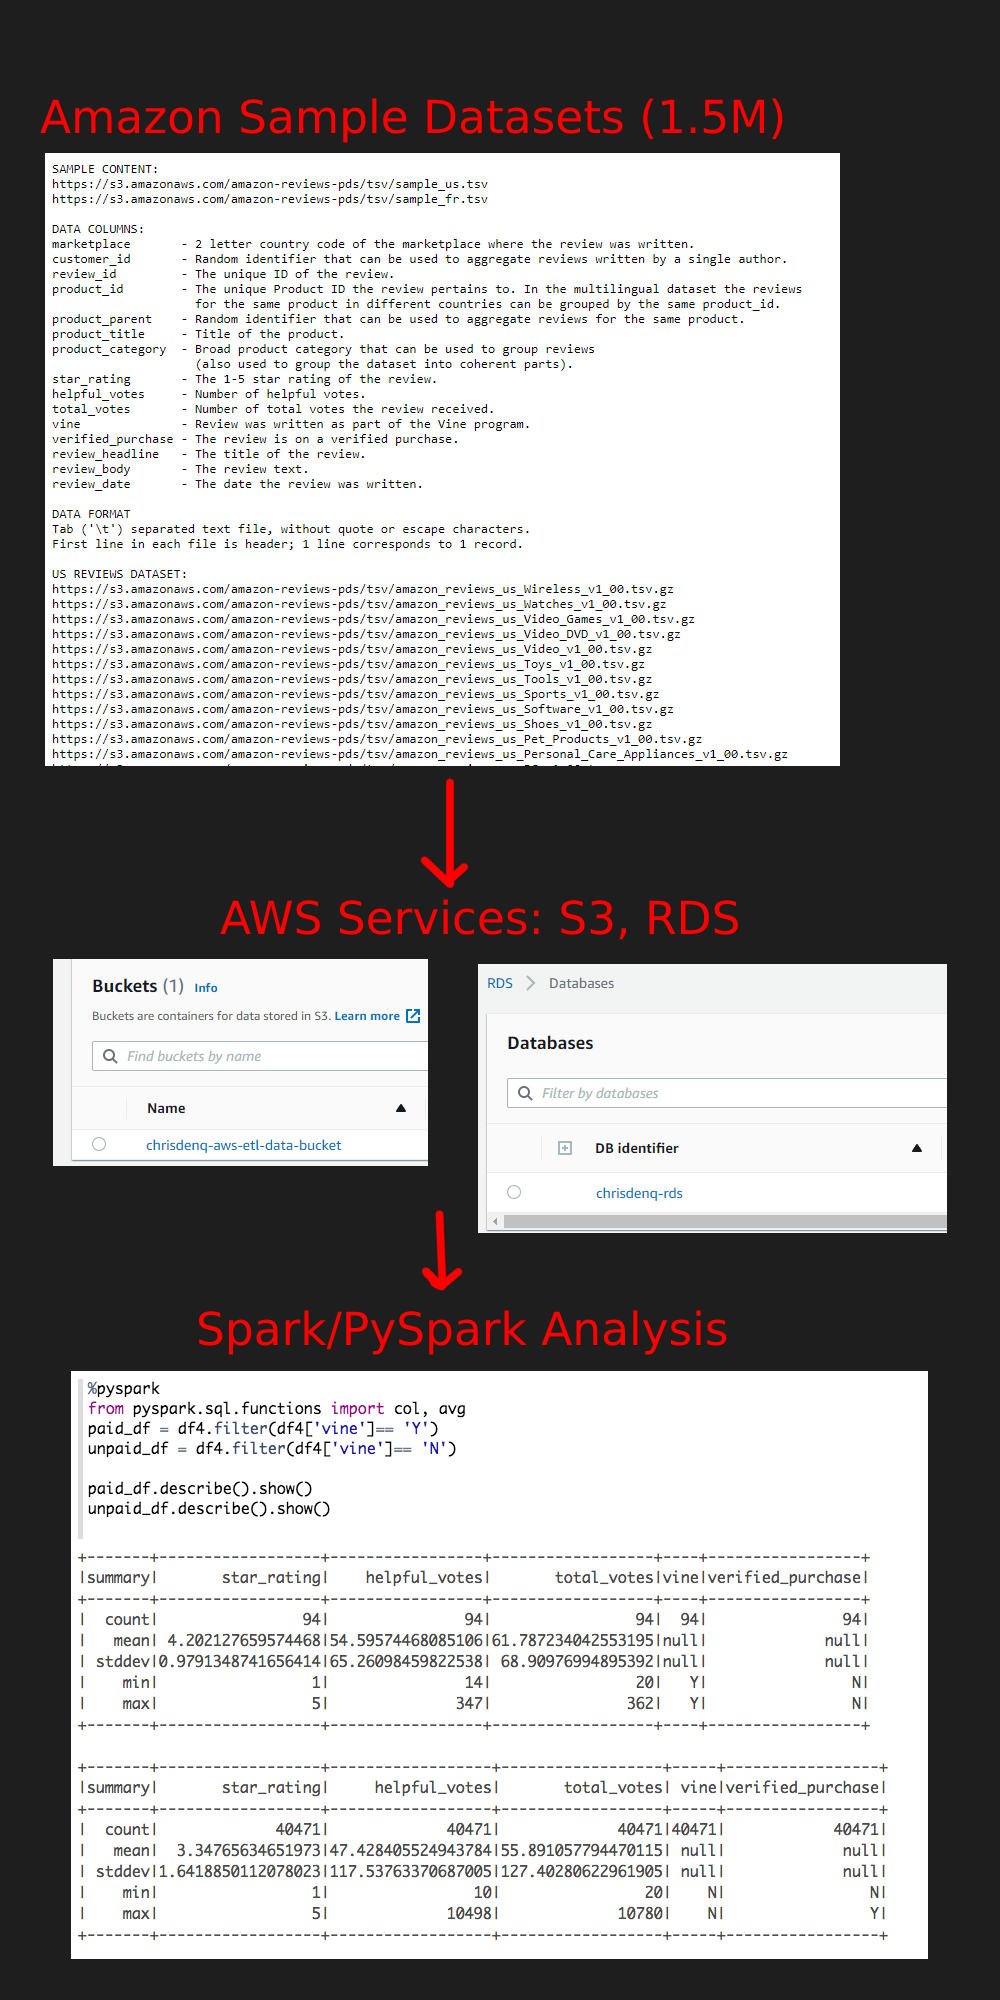 Amazon Sample Datasets (1.5M)
SAMPLE CONTENT:
https://s3.amazonaws.com/amazon-reviews-pds/tsv/sample_us.tsv
https://s3.amazonaws.com/amazon-reviews-pds/tsv/sample_fr.tsv
DATA COLUMNS:
marketplace - 2 letter country code of the marketplace where the review was written.
customer_id - Random identifier that can be used to aggregate reviews written by a single author.
review_id - The unique ID of the review.
product_id - The unique Product ID the review pertains to. In the multilingual dataset the reviews
for the same product in different countries can be grouped by the same product_id.
product_parent - Random identifier that can be used to aggregate reviews for the same product.
product_title - Title of the product.
product_category - Broad product category that can be used to group reviews
(also used to group the dataset into coherent parts).
star_rating - The 1-5 star rating of the review.
helpful_votes - Number of helpful votes.
total_votes - Number of total votes the review received.
vine - Review was written as part of the Vine program.
verified_purchase - The review is on a verified purchase.
review_headline - The title of the review.
review_body - The review text.
review_date - The date the review was written.
DATA FORMAT
Tab ('\t') separated text file, without quote or escape characters.
First line in each file is header; 1 line corresponds to 1 record.
US REVIEWS DATASET:
https://s3.amazonaws.com/amazon-reviews-pds/tsv/amazon_reviews_us_Wireless_v1_00.tsv.gz
https://s3.amazonaws.com/amazon-reviews-pds/tsv/amazon_reviews_us_Watches_v1_00.tsv.gz
https://s3.amazonaws.com/amazon-reviews-pds/tsv/amazon_reviews_us_Video_Games_v1_00.tsv.gz
https://s3.amazonaws.com/amazon-reviews-pds/tsv/amazon_reviews_us_Video_DVD_v1_00.tsv.gz
https://s3.amazonaws.com/amazon-reviews-pds/tsv/amazon_reviews_us_Video_v1_00.tsv.gz
https://s3.amazonaws.com/amazon-reviews-pds/tsv/amazon_reviews_us_Toys_v1_00.tsv.gz
https://s3.amazonaws.com/amazon-reviews-pds/tsv/amazon_reviews_us_Tools_v1_00.tsv.gz
https://s3.amazonaws.com/amazon-reviews-pds/tsv/amazon_reviews_us_Sports_v1_00.tsv.gz
https://s3.amazonaws.com/amazon-reviews-pds/tsv/amazon_reviews_us_Software_v1_00.tsv.gz
https://s3.amazonaws.com/amazon-reviews-pds/tsv/amazon_reviews_us_Shoes_v1_00.tsv.gz
https://s3.amazonaws.com/amazon-reviews-pds/tsv/amazon_reviews_us_Pet_Products_v1_00.tsv.gz
https://s3.amazonaws.com/amazon-reviews-pds/tsv/amazon_reviews_us_Personal_Care_Appliances_v1_00.tsv.gz
AWS Services: S3, RDS
Buckets (1) Info
Buckets are containers for data stored in S3. Learn more
Find buckets by name
Name
chrisdenq-aws-etl-data-bucket
RDS > Databases
Databases
Filter by databases
DB identifier
chrisdenq-rds
Spark/PySpark Analysis
%pyspark
from pyspark.sql.functions import col, avg
paid_df = df4.filter(df4['vine']== 'Y')
unpaid_df = df4.filter(df4['vine']== 'N')
paid_df.describe().show()
unpaid_df.describe().show()
+-------+------------------+-----------------+------------------+----+-----------------+
|summary|       star_rating|    helpful_votes|       total_votes|vine|verified_purchase|
+-------+------------------+-----------------+------------------+----+-----------------+
|  count|                94|               94|                94|  94|               94|
|   mean| 4.202127659574468|54.59574468085106|61.787234042553195|null|             null|
| stddev|0.9791348741656414|65.26098459822538| 68.90976994895392|null|             null|
|    min|                 1|               14|                20|   Y|                N|
|    max|                 5|              347|               362|   Y|                N|
+-------+------------------+-----------------+------------------+----+-----------------+
+-------+------------------+------------------+------------------+-----+-----------------+
|summary|       star_rating|     helpful_votes|       total_votes| vine|verified_purchase|
+-------+------------------+------------------+------------------+-----+-----------------+
|  count|             40471|             40471|             40471|40471|            40471|
|   mean|  3.34765634651973|47.428405524943784|55.891057794470115| null|             null|
| stddev|1.6418850112078023|117.53763370687005|127.40280622961905| null|             null|
|    min|                 1|                10|                20|    N|                N|
|    max|                 5|             10498|             10780|    N|                Y|
+-------+------------------+------------------+------------------+-----+-----------------+